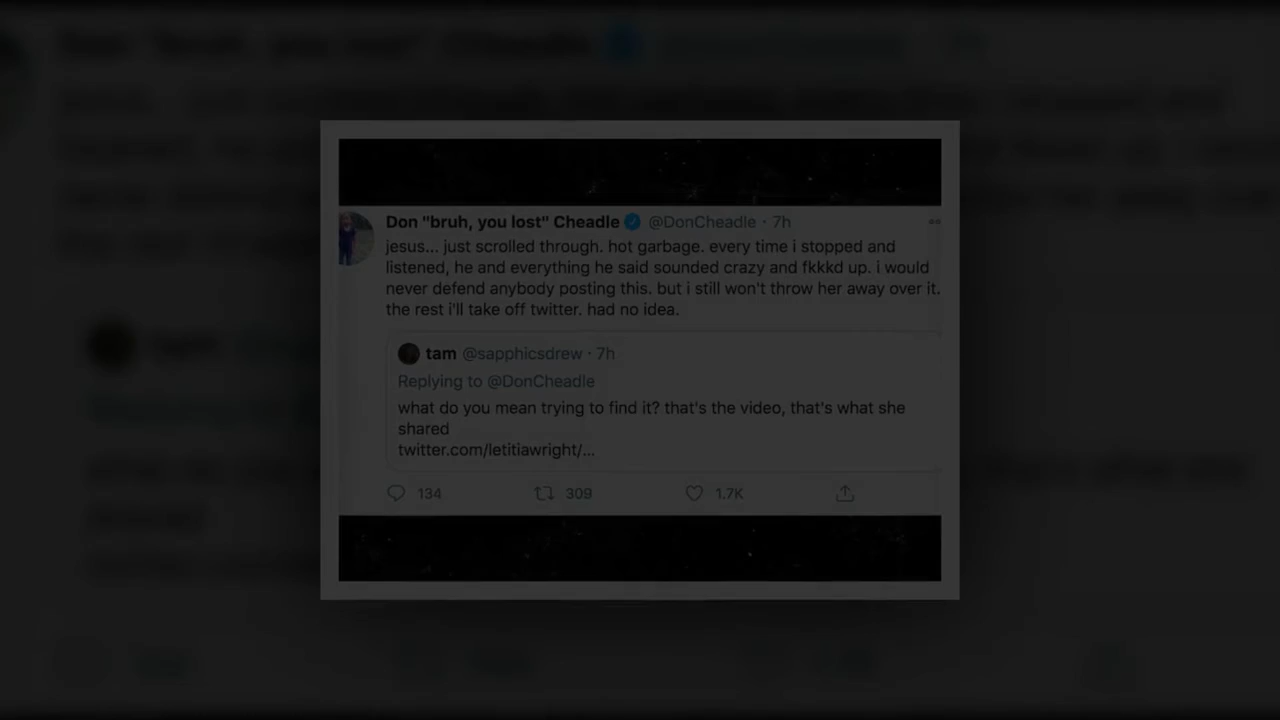 Don "bruh, you lost" Cheadle @DonCheadle · 7h
jesus... just scrolled through. hot garbage. every time i stopped and
listened, he and everything he said sounded crazy and fkkkd up. i would
never defend anybody posting this. but i still won't throw her away over it.
the rest i'll take off twitter. had no idea.
tam @sapphicsdrew · 7h
Replying to @DonCheadle
what do you mean trying to find it? that's the video, that's what she
shared
twitter.com/letitiawright/...
134 309 1.7K